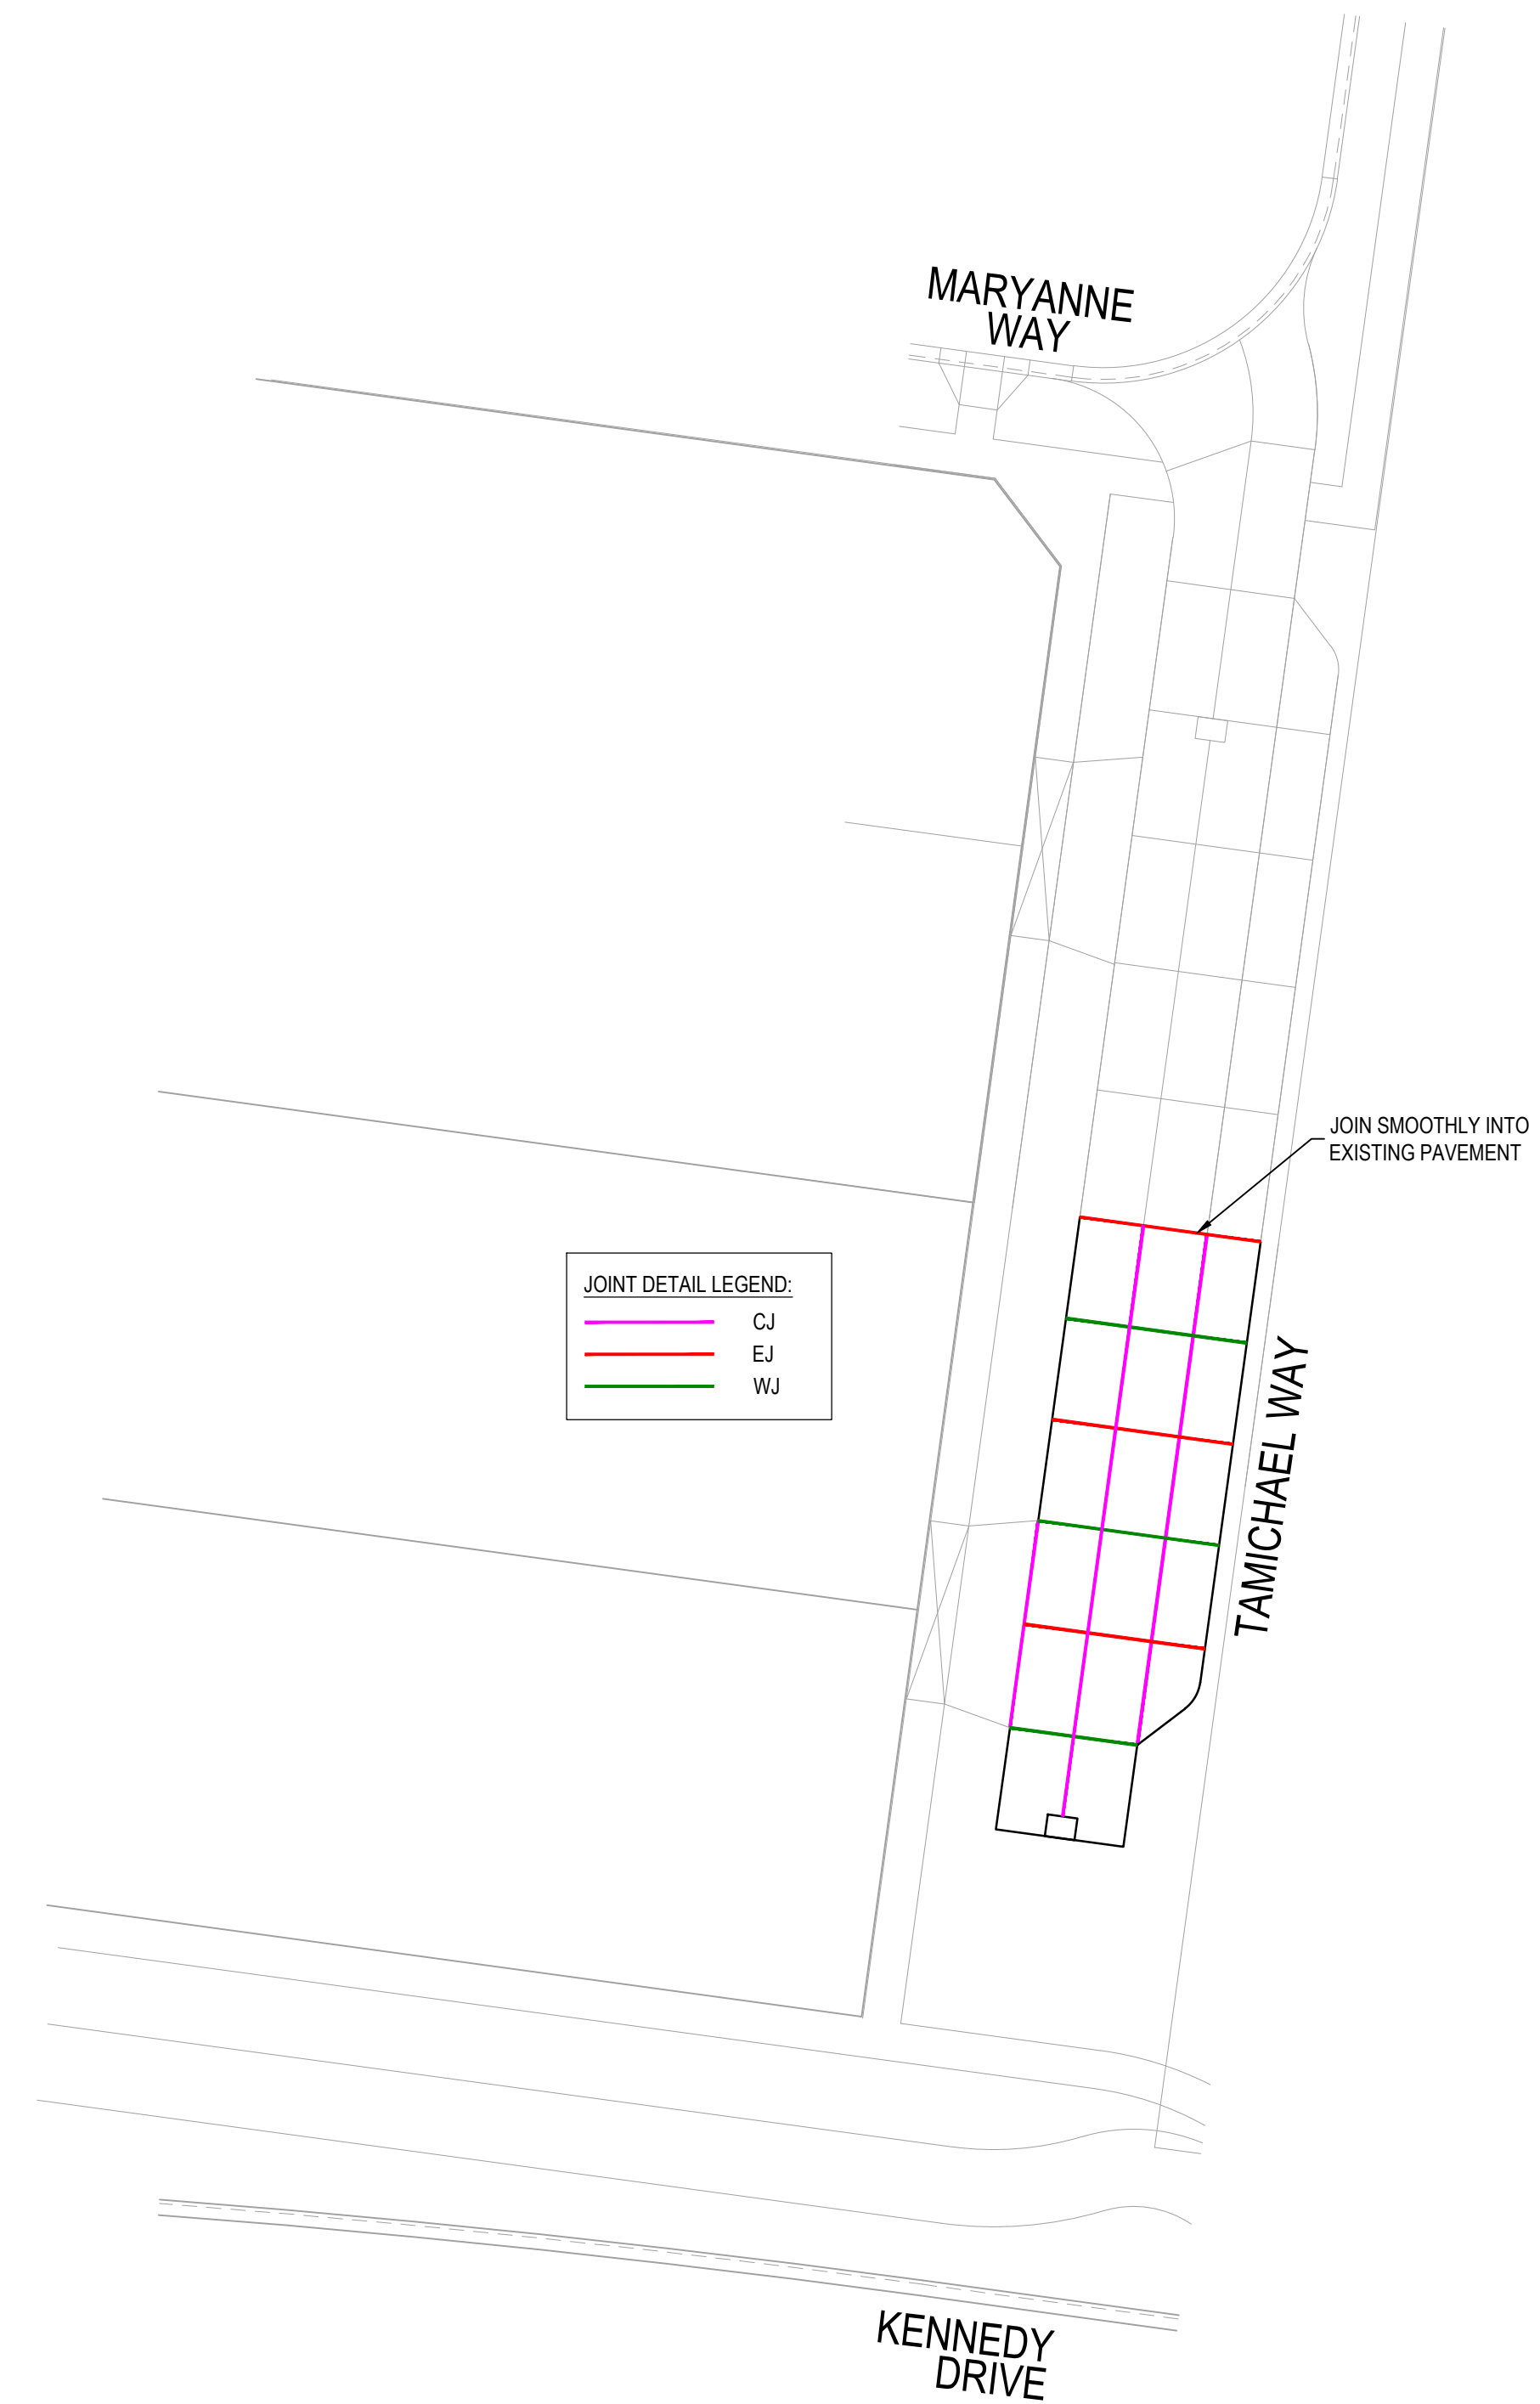 MARYANNE
WAY
JOIN SMOOTHLY INTO
EXISTING PAVEMENT
JOINT DETAIL LEGEND:
CJ
EJ
WJ
TAMICHAEL WAY
KENNEDY
DRIVE